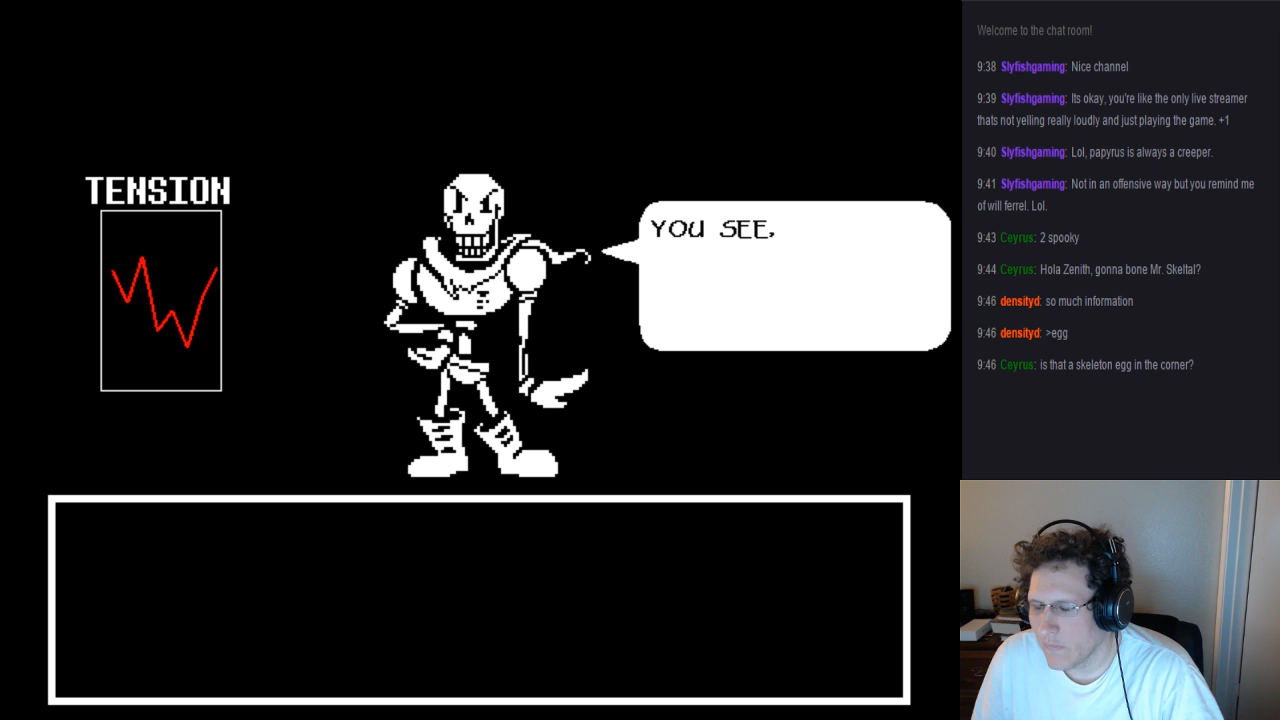 TENSION
YOU SEE,
Welcome to the chat room!
9:38 Slyfishgaming: Nice channel
9:39 Slyfishgaming: Its okay, you're like the only live streamer
thats not yelling really loudly and just playing the game. +1
9:40 Slyfishgaming: Lol, papyrus is always a creeper.
9:41 Slyfishgaming: Not in an offensive way but you remind me
of will ferrel. Lol.
9:43 Ceyrus: 2 spooky
9:44 Ceyrus: Hola Zenith, gonna bone Mr. Skeltal?
9:46 densityd: so much information
9:46 densityd: >egg
9:46 Ceyrus: is that a skeleton egg in the corner?